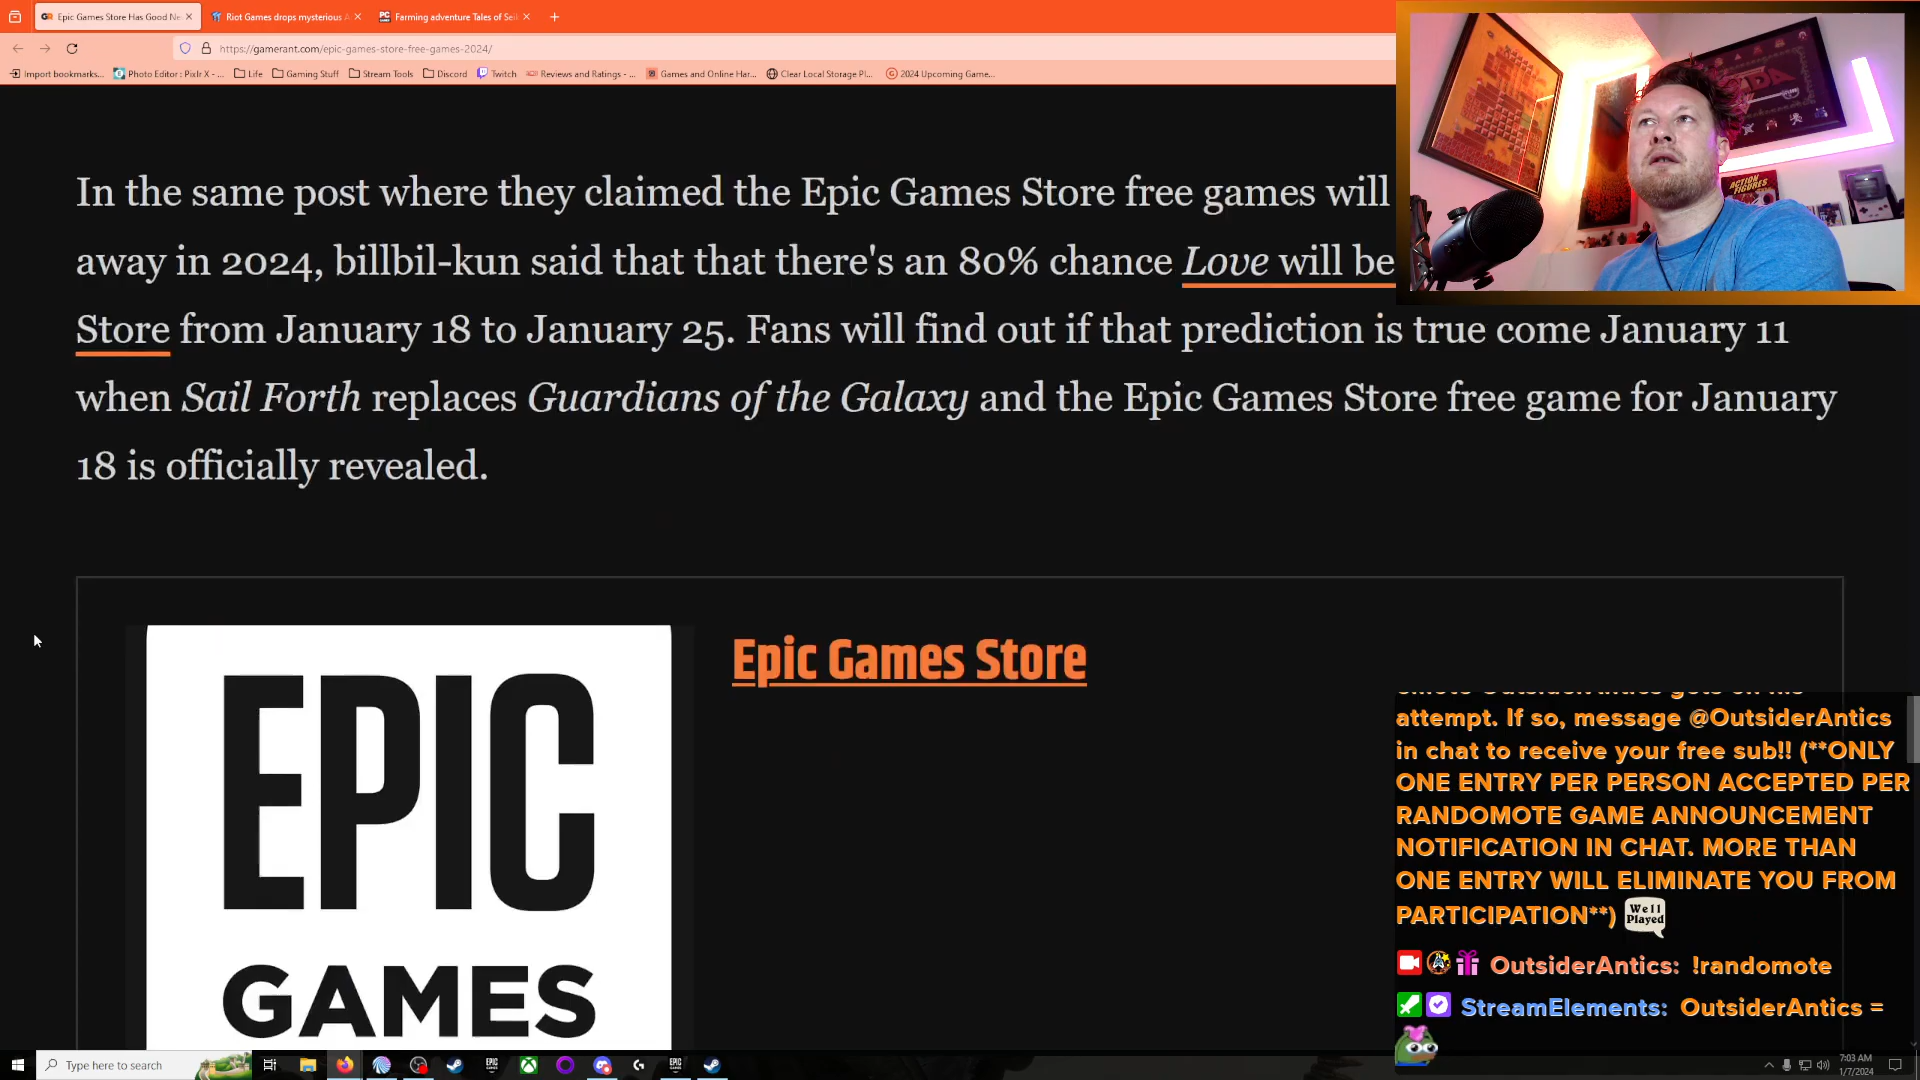 Epic Games Store Has Good Ne
Riot Games drops mysterious A
Farming adventure Tales of Seik
https://gamerant.com/epic-games-store-free-games-2024/
Import bookmarks...
Photo Editor : Pixlr X - ...
Life
Gaming Stuff
Stream Tools
Discord
Twitch
Reviews and Ratings - ...
Games and Online Har...
Clear Local Storage Pl...
2024 Upcoming Game...
In the same post where they claimed the Epic Games Store free games will
away in 2024, billbil-kun said that that there's an 80% chance Love will be
Store from January 18 to January 25. Fans will find out if that prediction is true come January 11
when Sail Forth replaces Guardians of the Galaxy and the Epic Games Store free game for January
18 is officially revealed.
Epic Games Store
EPIC
GAMES
ACTION
FIGURES
attempt. If so, message @OutsiderAntics
in chat to receive your free sub!! (**ONLY
ONE ENTRY PER PERSON ACCEPTED PER
RANDOMOTE GAME ANNOUNCEMENT
NOTIFICATION IN CHAT. MORE THAN
ONE ENTRY WILL ELIMINATE YOU FROM
PARTICIPATION**) Well Played
OutsiderAntics: !randomote
StreamElements: OutsiderAntics =
Type here to search
7:03 AM
1/7/2024